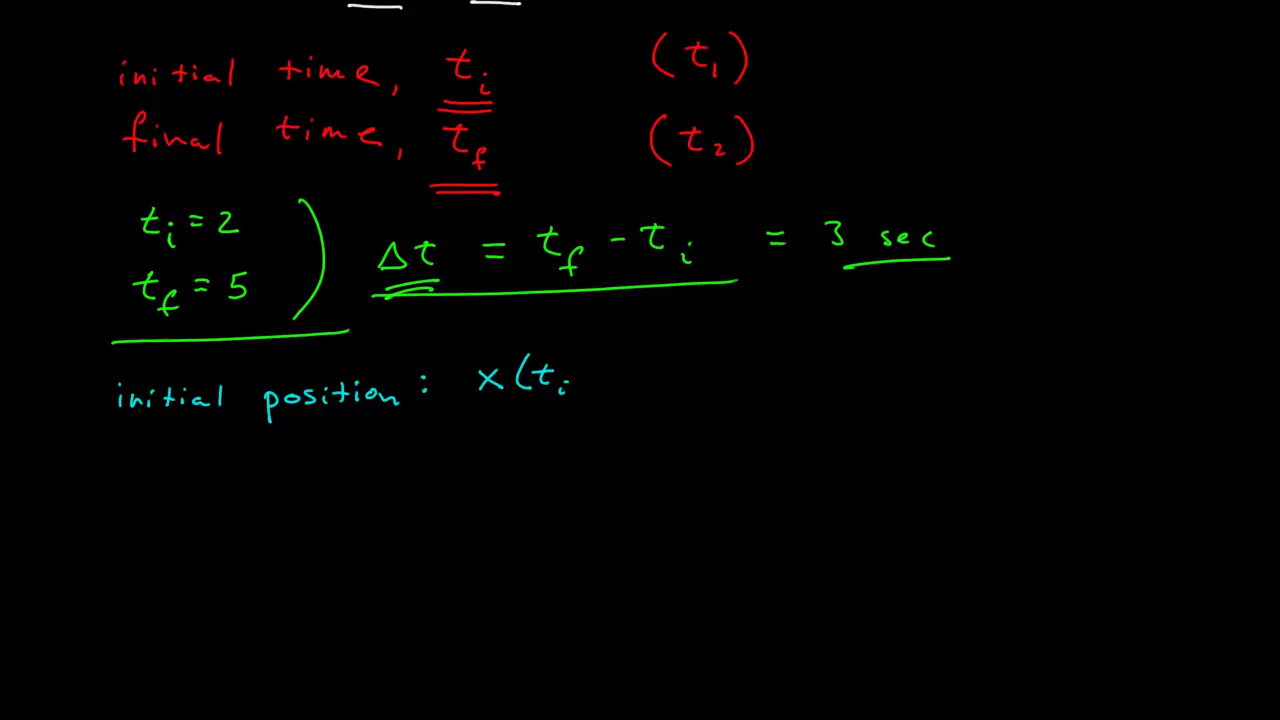 initial time, tᵢ (t₁)
final time, t_f (t₂)
tᵢ = 2
t_f = 5
Δt = t_f - tᵢ = 3 sec
initial position: x(tᵢ